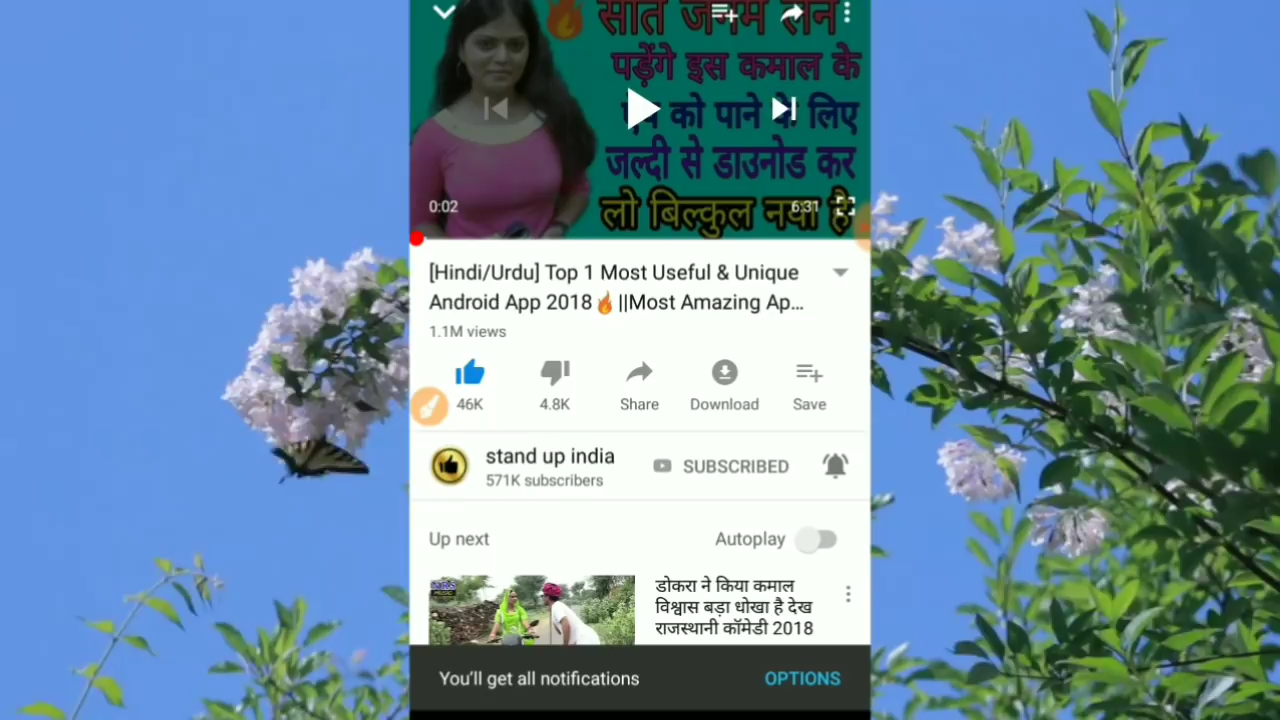 सात जनम लेने
पड़ेंगे इस कमाल के
को पाने के लिए
जल्दी से डाउनोड कर
लो बिल्कुल नया है
0:02
6:31
[Hindi/Urdu] Top 1 Most Useful & Unique
Android App 2018🔥||Most Amazing Ap...
1.1M views
46K
4.8K
Share
Download
Save
stand up india
571K subscribers
SUBSCRIBED
Up next
Autoplay
डोकरा ने किया कमाल
विश्वास बड़ा धोखा है देख
राजस्थानी कॉमेडी 2018
You'll get all notifications
OPTIONS